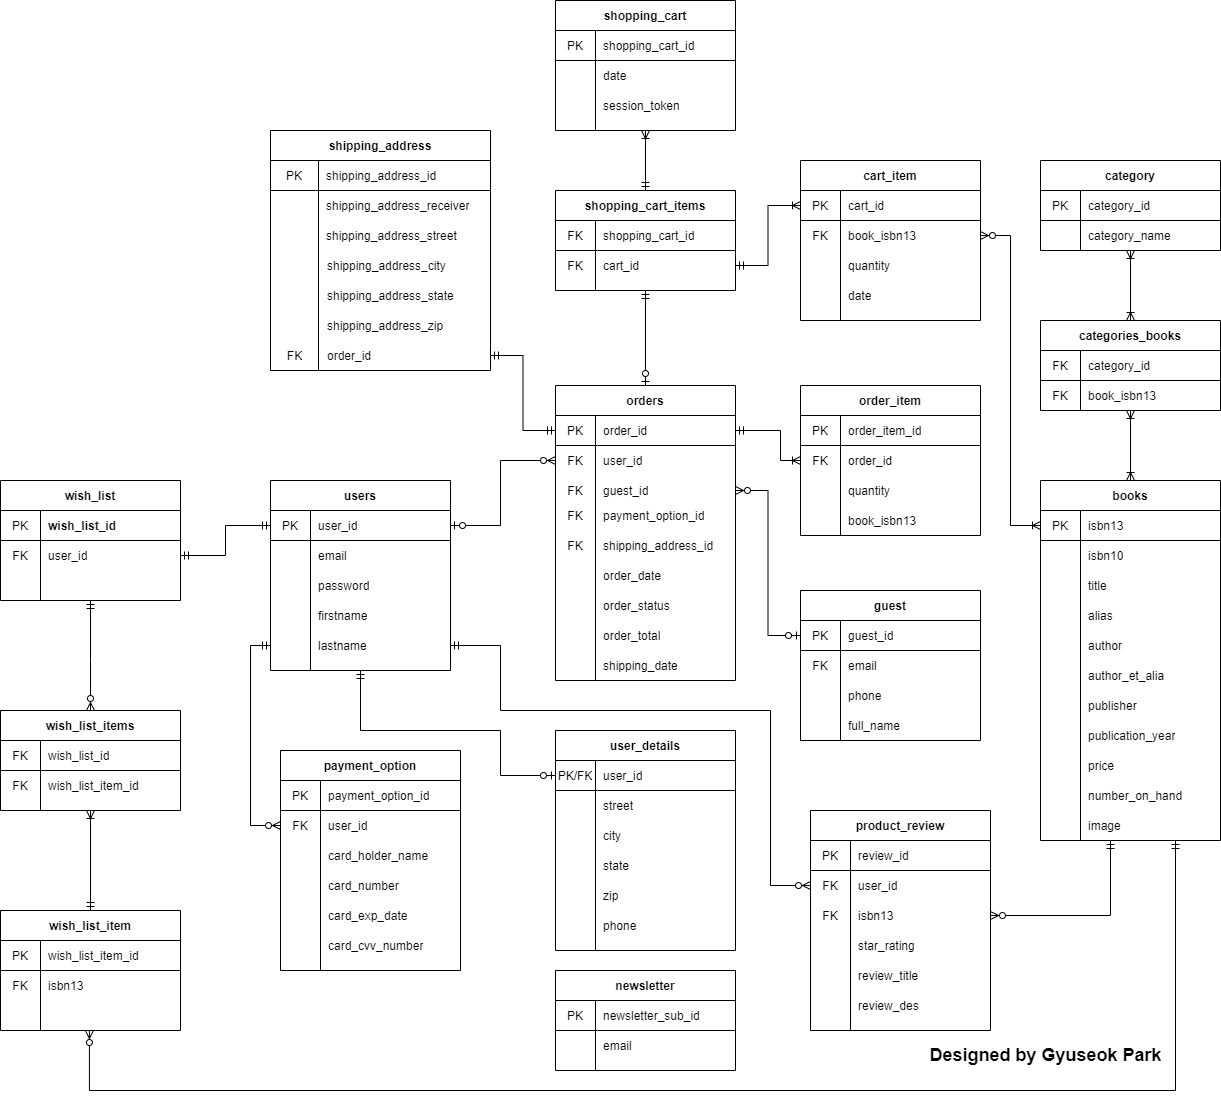 shopping_cart
PK shopping_cart_id
date
session_token
shipping_address
PK shipping_address_id
shipping_address_receiver
shipping_address_street
shipping_address_city
shipping_address_state
shipping_address_zip
FK order_id
shopping_cart_items
FK shopping_cart_id
FK cart_id
cart_item
PK cart_id
FK book_isbn13
quantity
date
category
PK category_id
category_name
categories_books
FK category_id
FK book_isbn13
orders
PK order_id
FK user_id
FK guest_id
FK payment_option_id
FK shipping_address_id
order_date
order_status
order_total
shipping_date
order_item
PK order_item_id
FK order_id
quantity
book_isbn13
wish_list
PK wish_list_id
FK user_id
users
PK user_id
email
password
firstname
lastname
guest
PK guest_id
FK email
phone
full_name
books
PK isbn13
isbn10
title
alias
author
author_et_alia
publisher
publication_year
price
number_on_hand
image
wish_list_items
FK wish_list_id
FK wish_list_item_id
payment_option
PK payment_option_id
FK user_id
card_holder_name
card_number
card_exp_date
card_cvv_number
user_details
PK/FK user_id
street
city
state
zip
phone
product_review
PK review_id
FK user_id
FK isbn13
star_rating
review_title
review_des
wish_list_item
PK wish_list_item_id
FK isbn13
newsletter
PK newsletter_sub_id
email
Designed by Gyuseok Park